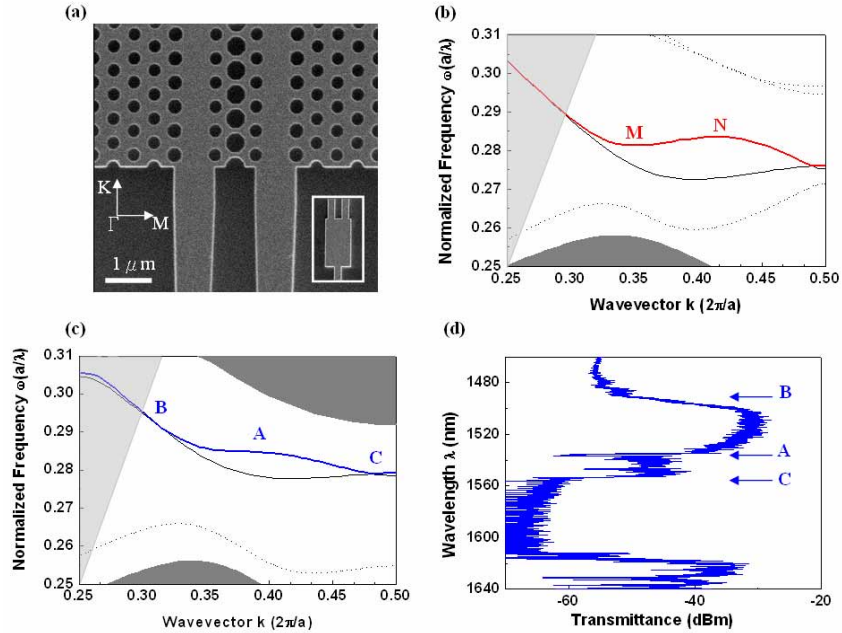 (a)
K
Γ
M
1 μm
(b)
Normalized Frequency ω(a/λ)
0.31
0.30
0.29
0.28
0.27
0.26
0.25
M
N
0.25 0.30 0.35 0.40 0.45 0.50
Wavevector k (2π/a)
(c)
Normalized Frequency ω(a/λ)
0.31
0.30
0.29
0.28
0.27
0.26
0.25
B
A
C
0.25 0.30 0.35 0.40 0.45 0.50
Wavevector k (2π/a)
(d)
Wavelength λ (nm)
1480
1520
1560
1600
1640
B
A
C
-60 -40 -20
Transmittance (dBm)